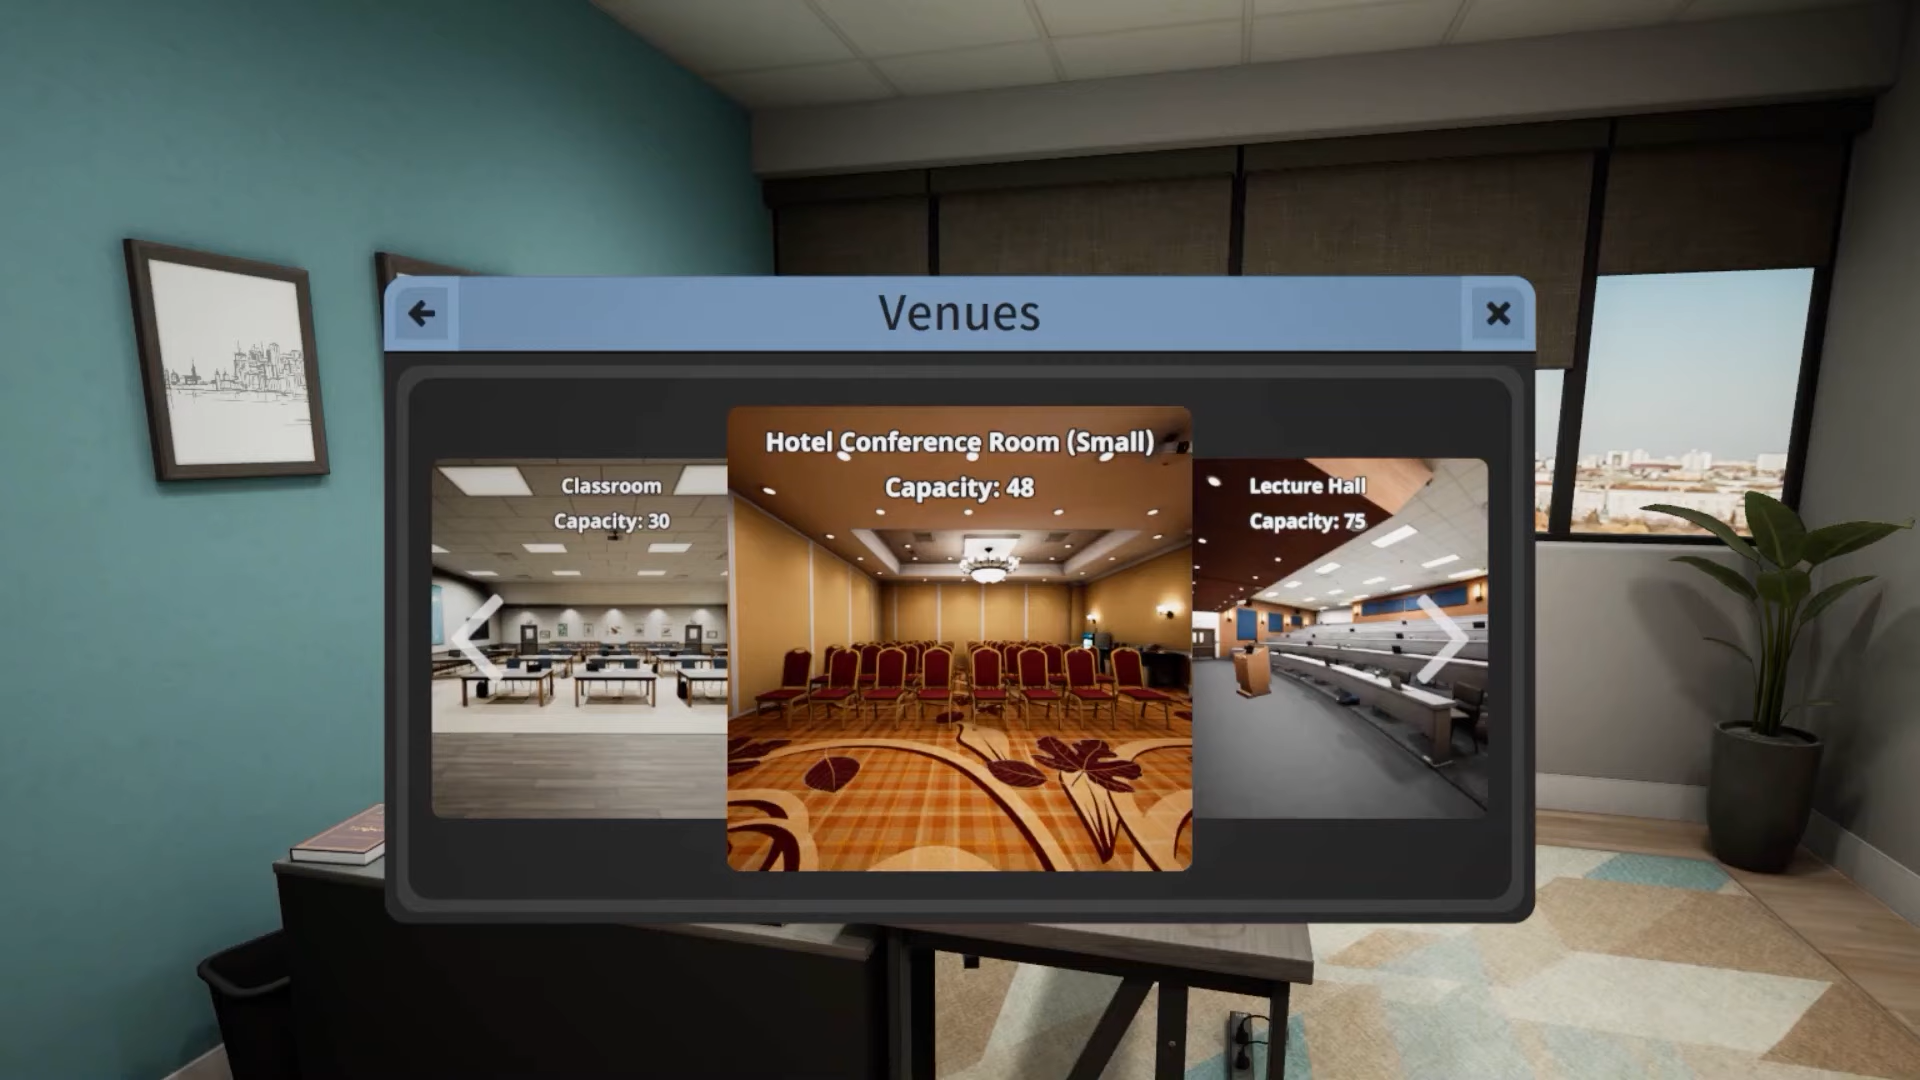 Venues
Classroom
Capacity: 30
Hotel Conference Room (Small)
Capacity: 48
Lecture Hall
Capacity: 75